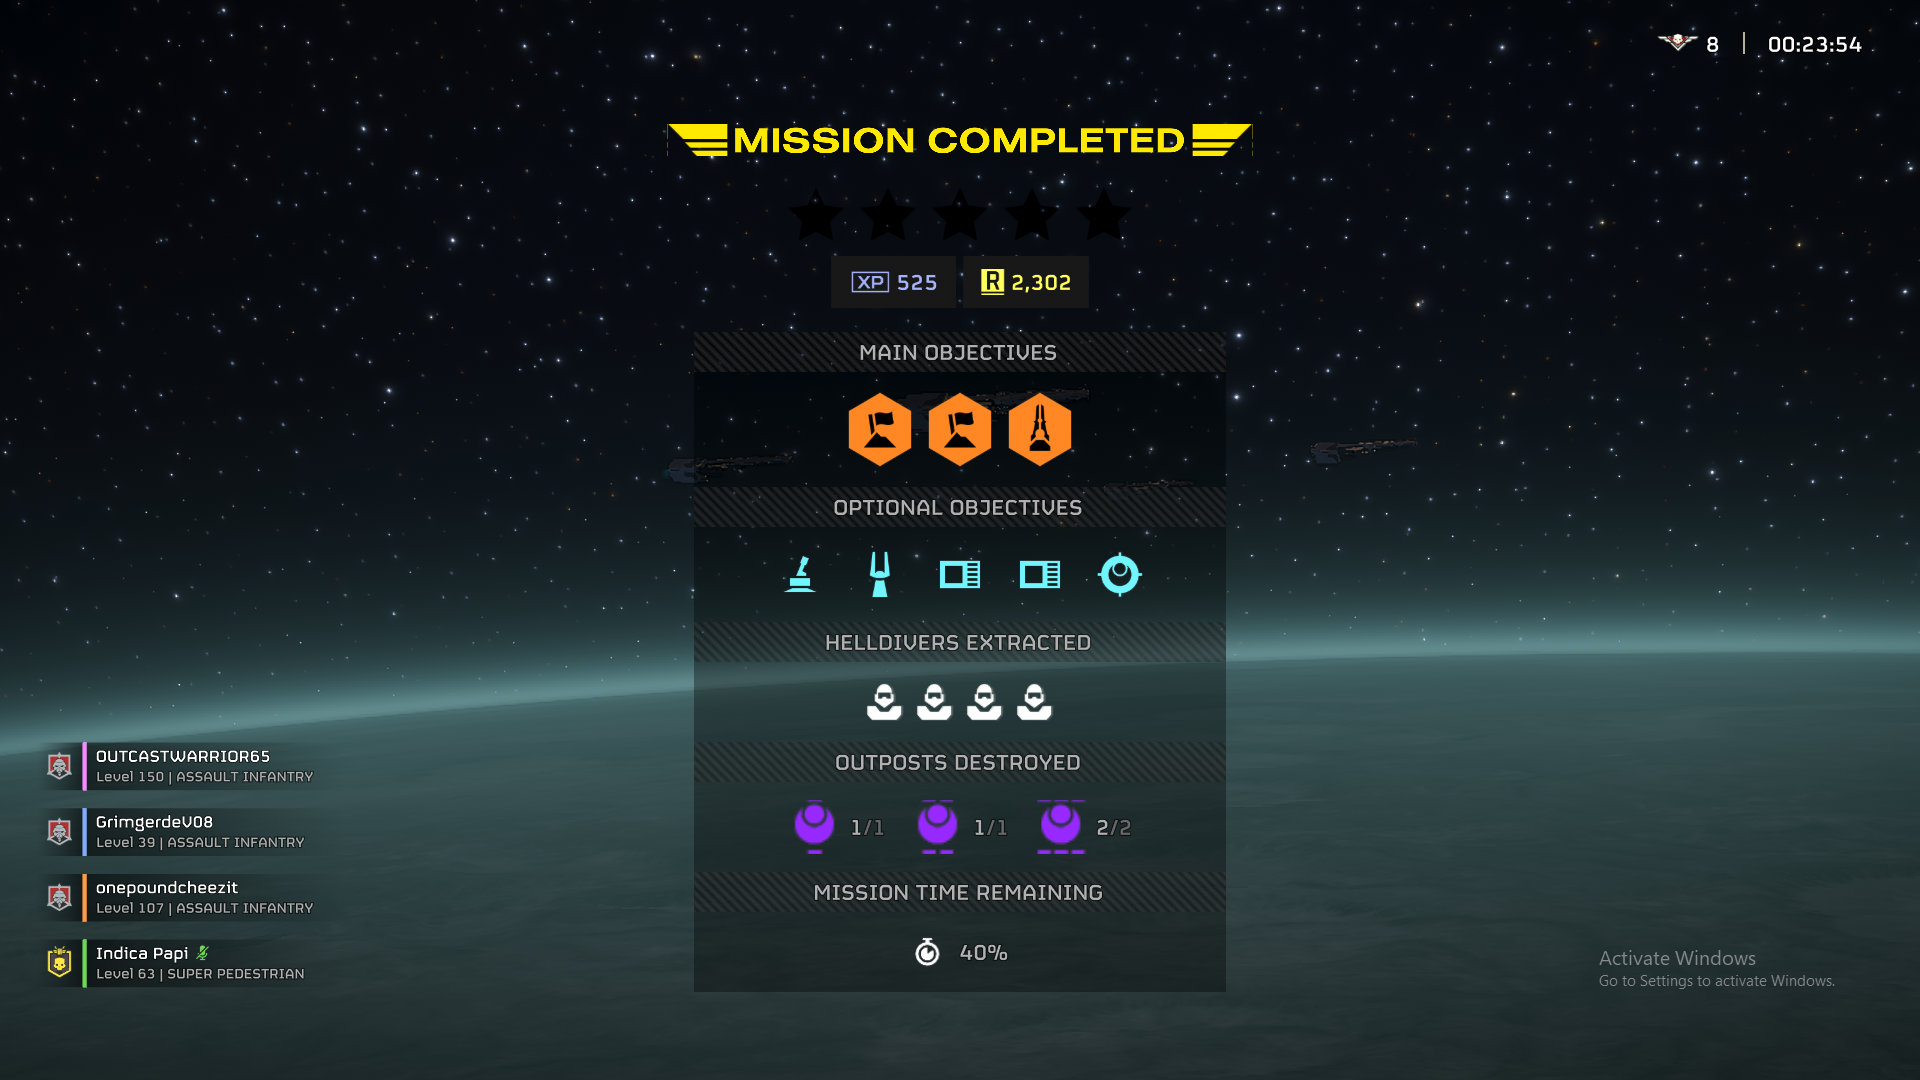 8 | 00:23:54
MISSION COMPLETED
XP 525
R 2,302
MAIN OBJECTIVES
OPTIONAL OBJECTIVES
HELLDIVERS EXTRACTED
OUTPOSTS DESTROYED
1/1 1/1 2/2
MISSION TIME REMAINING
40%
OUTCASTWARRIOR65
Level 150 | ASSAULT INFANTRY
GrimgerdeV08
Level 39 | ASSAULT INFANTRY
onepoundcheezit
Level 107 | ASSAULT INFANTRY
Indica Papi
Level 63 | SUPER PEDESTRIAN
Activate Windows
Go to Settings to activate Windows.